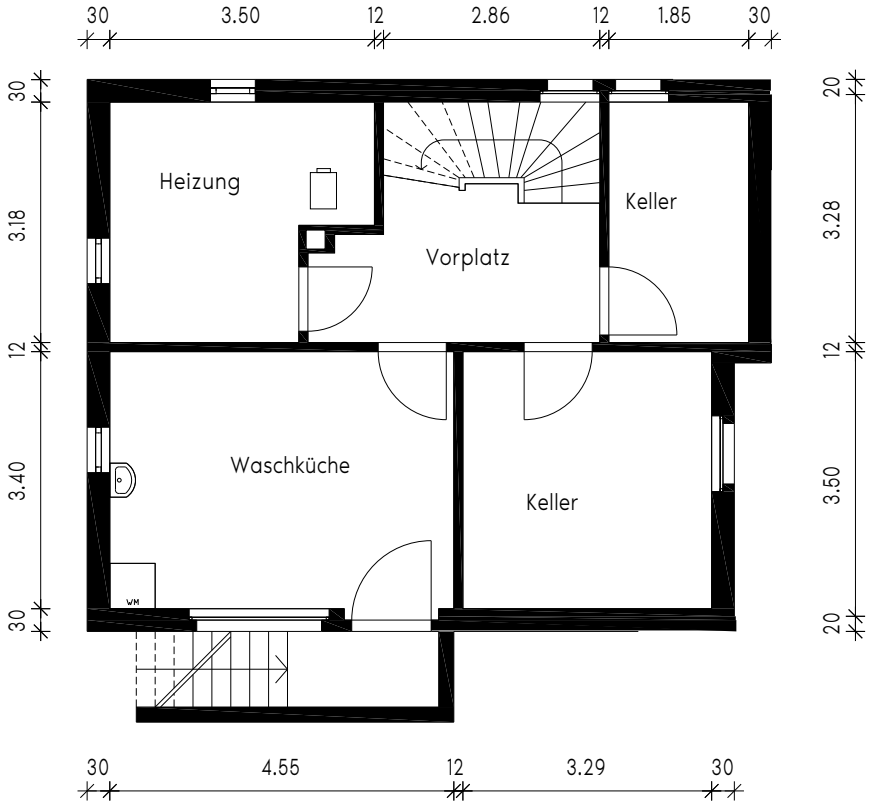 30 3.50 12 2.86 12 1.85 30
30 20
Heizung
Keller
3.18 3.28
Vorplatz
12 12
Waschküche
3.40 3.50
Keller
WM
30 20
30 4.55 12 3.29 30